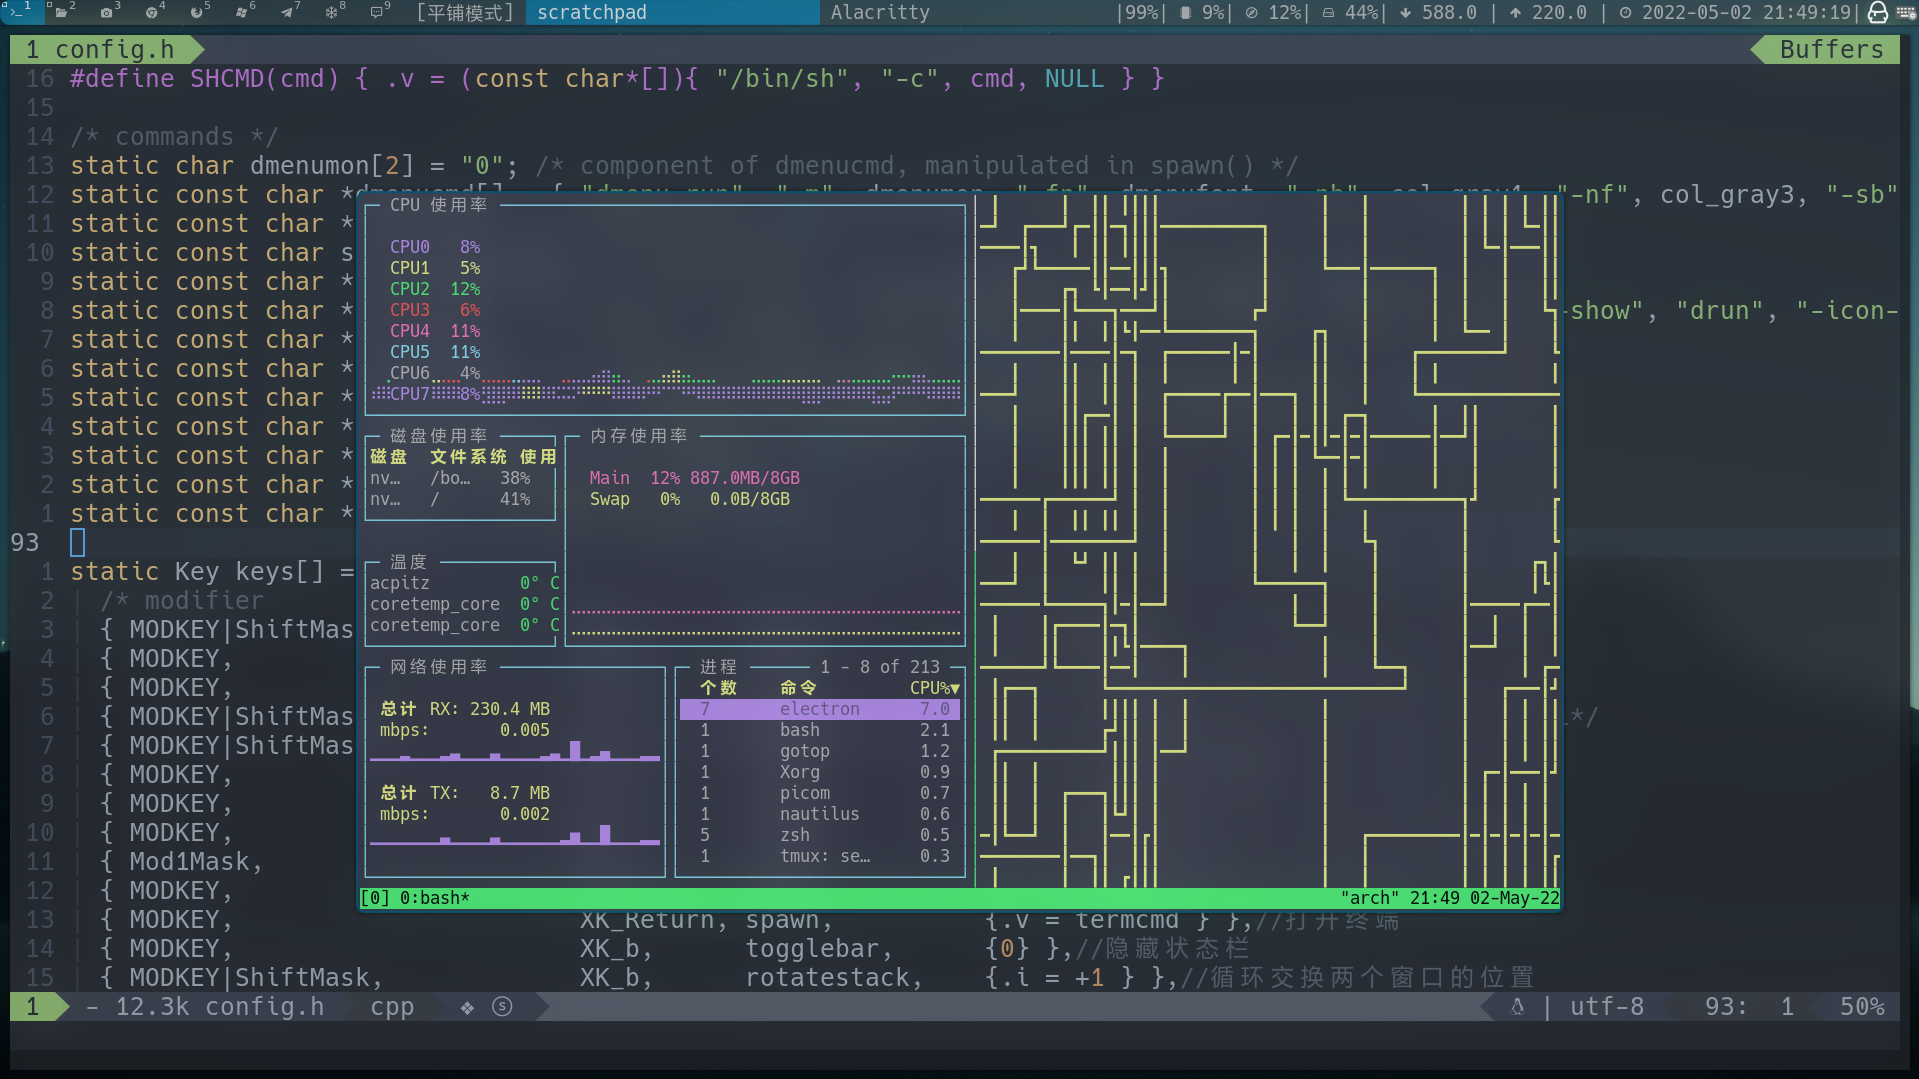 1 2 3 4 5 6 7 8 9 [平铺模式] scratchpad Alacritty |99%| 9%| 12%| 44%| 588.0 | 220.0 | 2022-05-02 21:49:19|
1 config.h Buffers
16 #define SHCMD(cmd) { .v = (const char*[]){ "/bin/sh", "-c", cmd, NULL } }
15
14 /* commands */
13 static char dmenumon[2] = "0"; /* component of dmenucmd, manipulated in spawn() */
12 static const char *dmenucmd[] = { "dmenu_run", "-m", dmenumon, "-fn", dmenufont, "-nb", col_gray1, "-nf", col_gray3, "-sb"
11 static const char *
10 static const char s
9 static const char *
8 static const char * -show", "drun", "-icon-
7 static const char *
6 static const char *
5 static const char *
4 static const char *
3 static const char *
2 static const char *
1 static const char *
93
1 static Key keys[] =
2 /* modifier
3 { MODKEY|ShiftMas
4 { MODKEY,
5 { MODKEY,
6 { MODKEY|ShiftMas */
7 { MODKEY|ShiftMas
8 { MODKEY,
9 { MODKEY,
10 { MODKEY,
11 { Mod1Mask,
12 { MODKEY,
13 { MODKEY, XK_Return, spawn, {.v = termcmd } },//打开终端
14 { MODKEY, XK_b, togglebar, {0} },//隐藏状态栏
15 { MODKEY|ShiftMask, XK_b, rotatestack, {.i = +1 } },//循环交换两个窗口的位置
1 - 12.3k config.h cpp | utf-8 93: 1 50%
CPU 使用率
CPU0 8%
CPU1 5%
CPU2 12%
CPU3 6%
CPU4 11%
CPU5 11%
CPU6 4%
CPU7 8%
磁盘使用率
磁盘 文件系统 使用
nv… /bo… 38%
nv… / 41%
内存使用率
Main 12% 887.0MB/8GB
Swap 0% 0.0B/8GB
温度
acpitz 0° C
coretemp_core 0° C
coretemp_core 0° C
网络使用率
总计 RX: 230.4 MB
mbps: 0.005
总计 TX: 8.7 MB
mbps: 0.002
进程 1 - 8 of 213
个数 命令 CPU%▼
7 electron 7.0
1 bash 2.1
1 gotop 1.2
1 Xorg 0.9
1 picom 0.7
1 nautilus 0.6
5 zsh 0.5
1 tmux: se… 0.3
[0] 0:bash* "arch" 21:49 02-May-22